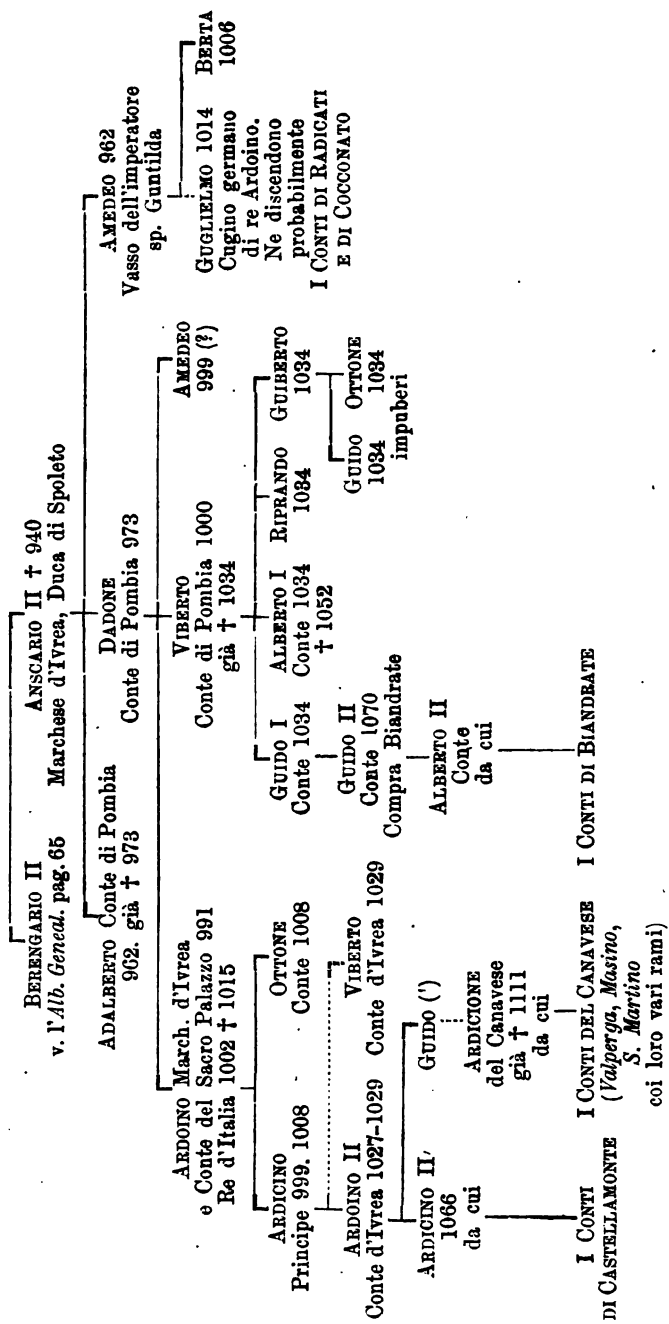 BERENGARIO II
v. l'Alb. Geneal. pag. 65
ANSCARIO II † 940
Marchese d'Ivrea, Duca di Spoleto
ADALBERTO Conte di Pombia
962. già † 973
DADONE
Conte di Pombia 973
AMEDEO 962
Vasso dell'imperatore
sp. Guntilda
ARDOINO March. d'Ivrea
e Conte del Sacro Palazzo 991
Re d'Italia 1002 † 1015
VIBERTO
Conte di Pombia 1000
già † 1034
AMEDEO
999 (?)
GUGLIELMO 1014
Cugino germano
di re Ardoino.
Ne discendono
probabilmente
I CONTI DI RADICATI
E DI COCCONATO
BERTA
1006
ARDICINO
Principe 999. 1008
OTTONE
Conte 1008
GUIDO I
Conte 1034
ALBERTO I
Conte 1034
† 1052
RIPRANDO
1034
GUIBERTO
1034
ARDOINO II
Conte d'Ivrea 1027-1029
VIBERTO
Conte d'Ivrea 1029
GUIDO II
Conte 1070
Compra Biandrate
GUIDO
1034
OTTONE
1034
impuberi
ARDICINO II,
1066
da cui
GUIDO (')
ALBERTO II
Conte
da cui
ARDICIONE
del Canavese
già † 1111
da cui
I CONTI
DI CASTELLAMONTE
I CONTI DEL CANAVESE
(Valperga, Masino,
S. Martino
coi loro vari rami)
I CONTI DI BIANDRATE